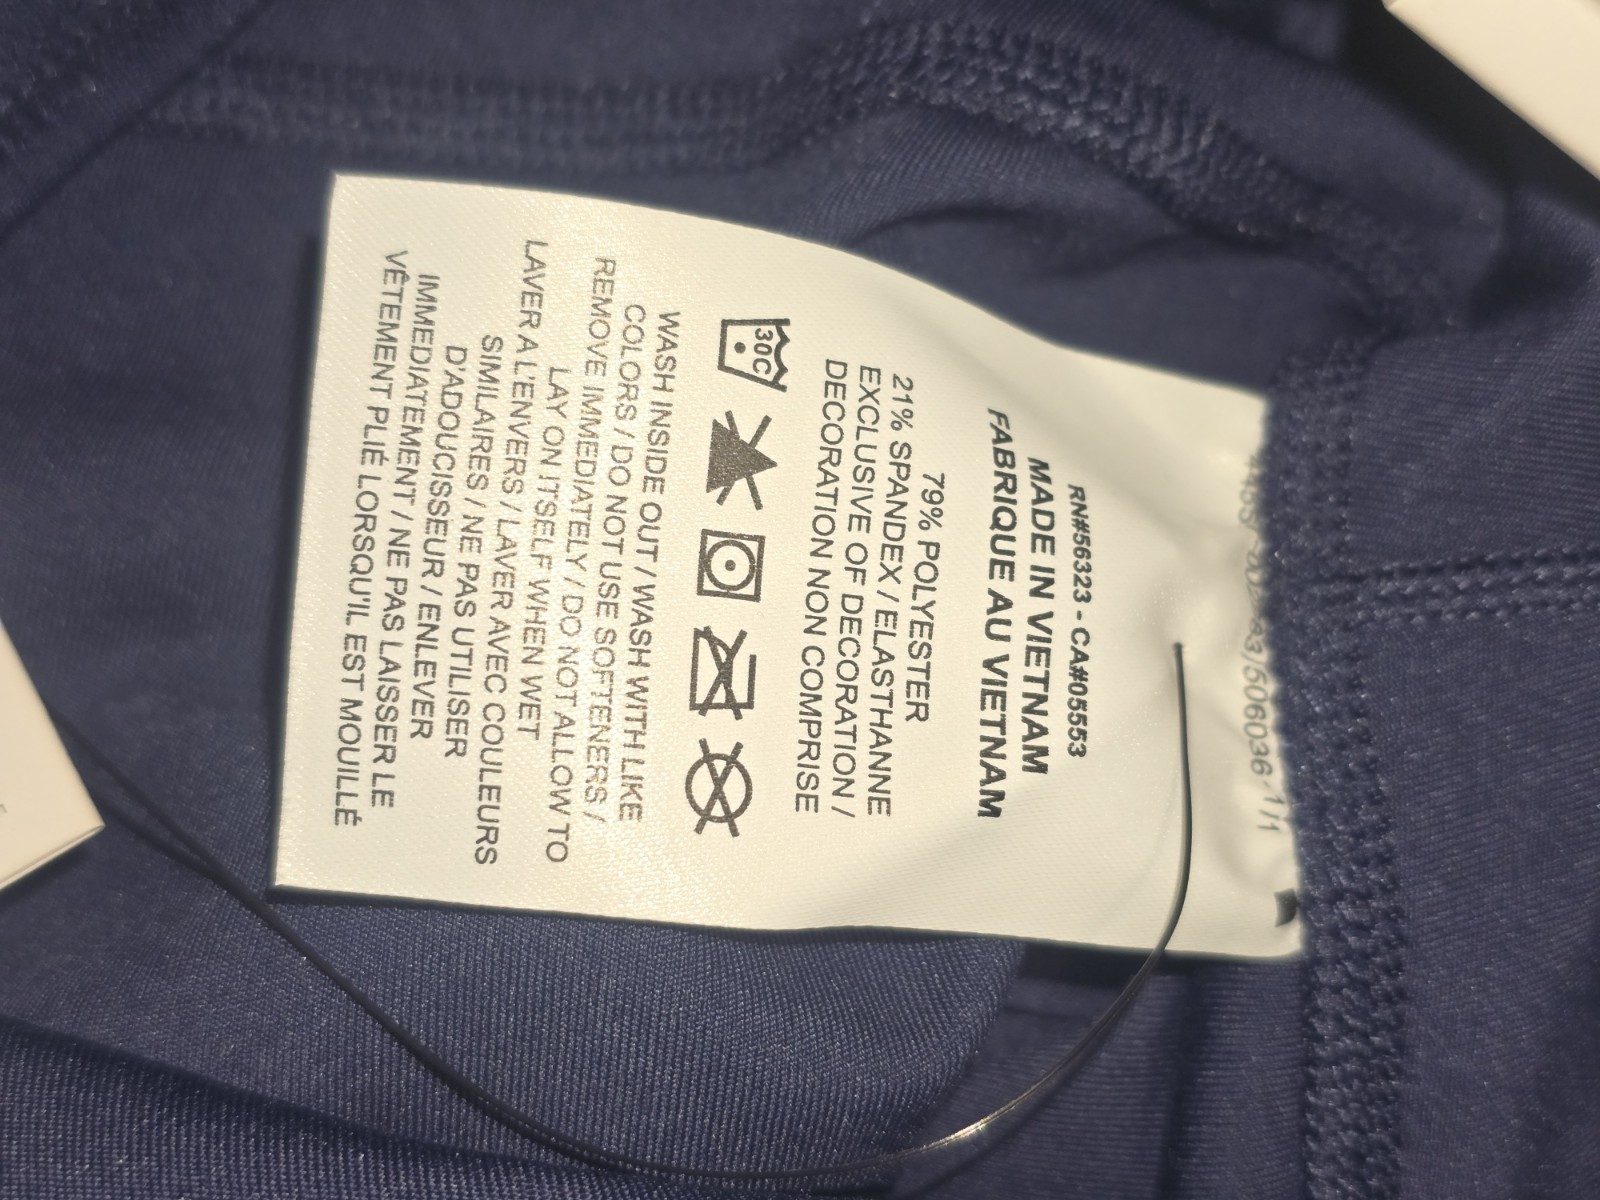 /506036-1/1
RN#56323 - CA#05553
MADE IN VIETNAM
FABRIQUE AU VIETNAM
79% POLYESTER
21% SPANDEX / ELASTHANNE
EXCLUSIVE OF DECORATION /
DECORATION NON COMPRISE
30C
WASH INSIDE OUT / WASH WITH LIKE
COLORS / DO NOT USE SOFTENERS /
REMOVE IMMEDIATELY / DO NOT ALLOW TO
LAY ON ITSELF WHEN WET
LAVER A L'ENVERS / LAVER AVEC COULEURS
SIMILAIRES / NE PAS UTILISER
D'ADOUCISSEUR / ENLEVER
IMMEDIATEMENT / NE PAS LAISSER LE
VÊTEMENT PLIÉ LORSQU'IL EST MOUILLÉ